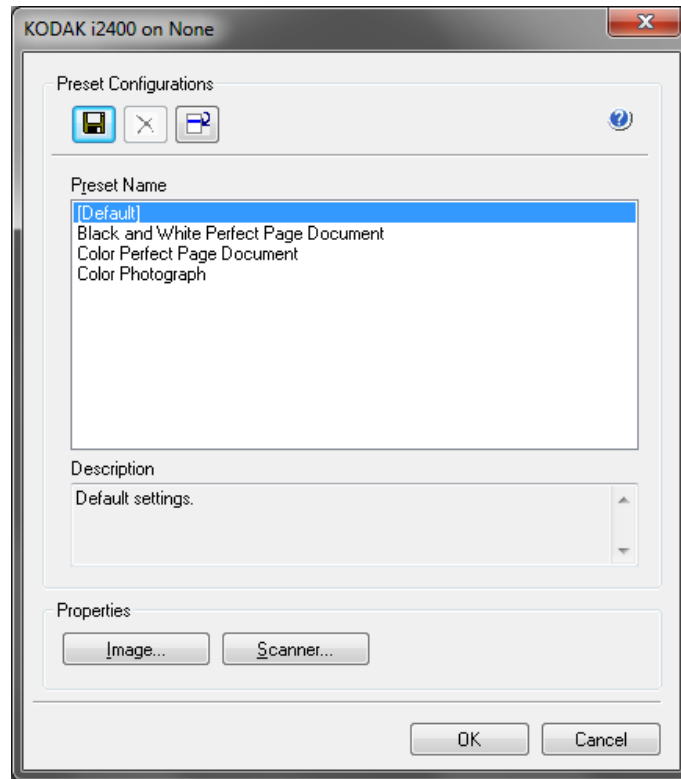 KODAK i2400 on None
Preset Configurations
Preset Name
[Default]
Black and White Perfect Page Document
Color Perfect Page Document
Color Photograph
Description
Default settings.
Properties
Image... Scanner...
OK Cancel